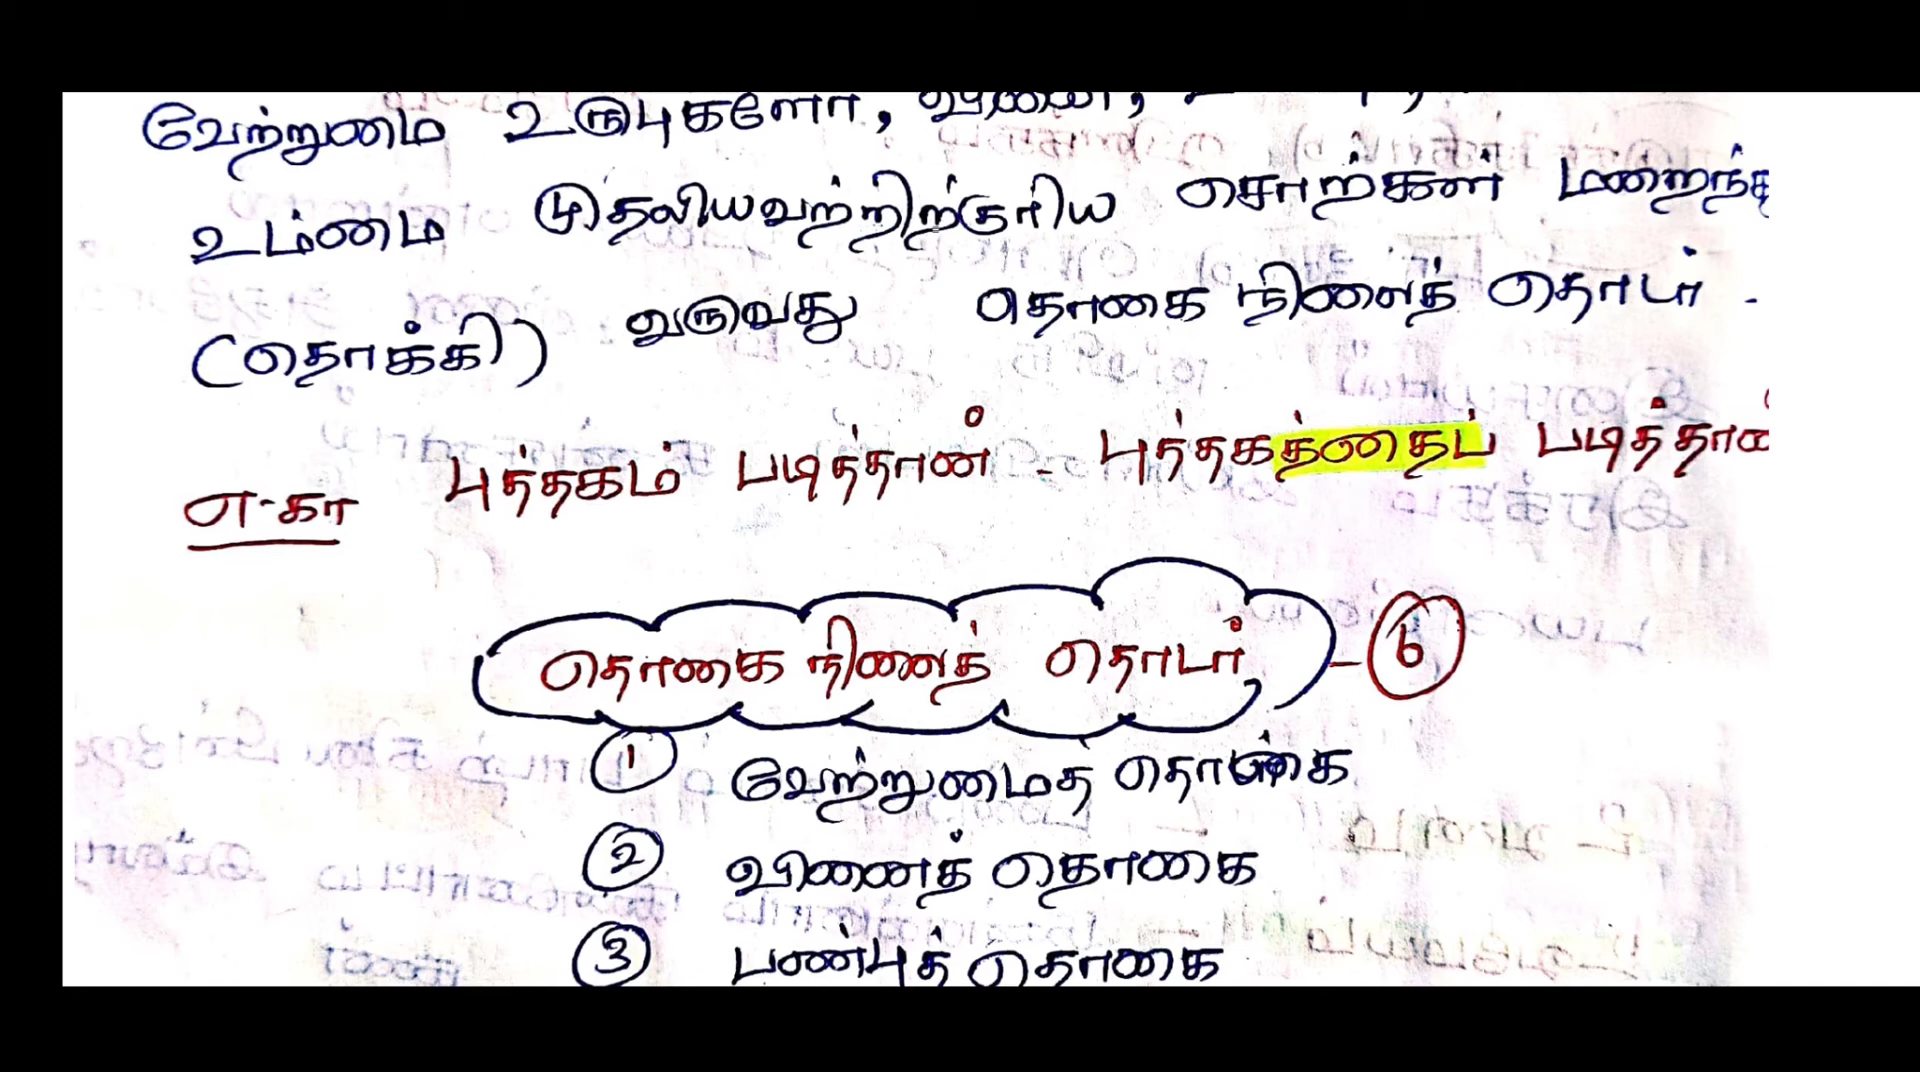 வேற்றுமை உருபுகளோ, வினை,
உம்மை முதலியவற்றிற்குரிய சொற்கள் மறைந்து
(தொக்கி) வருவது தொகை நிலைத் தொடர் -
எ.கா புத்தகம் படித்தான் - புத்தகத்தைப் படித்தான்
தொகை நிலைத் தொடர் - 6
1 வேற்றுமைத் தொகை
2 வினைத் தொகை
3 பண்புத் தொகை